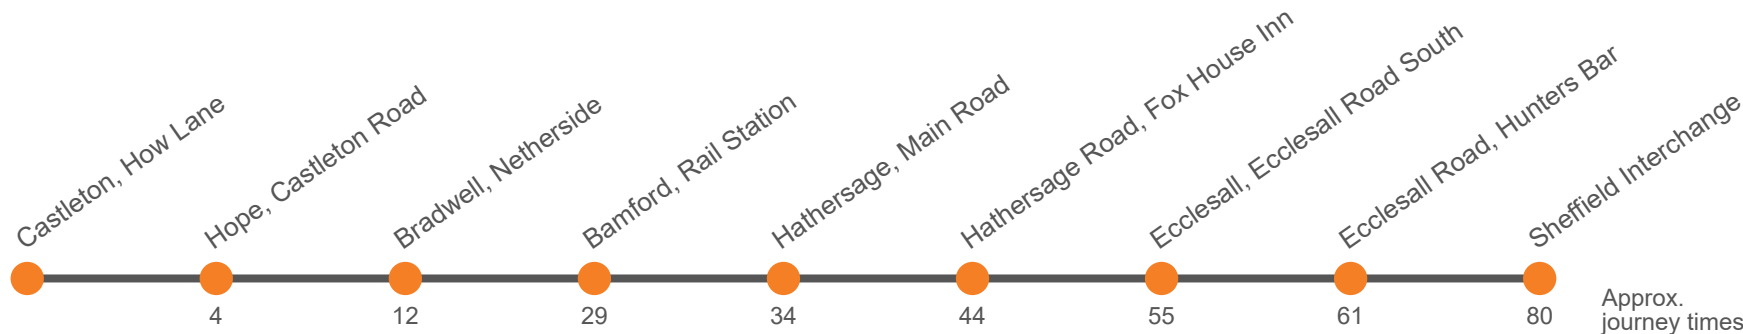 Castleton, How Lane
Hope, Castleton Road
Bradwell, Netherside
Bamford, Rail Station
Hathersage, Main Road
Hathersage Road, Fox House Inn
Ecclesall, Ecclesall Road South
Ecclesall Road, Hunters Bar
Sheffield Interchange
4 12 29 34 44 55 61 80
Approx.
journey times